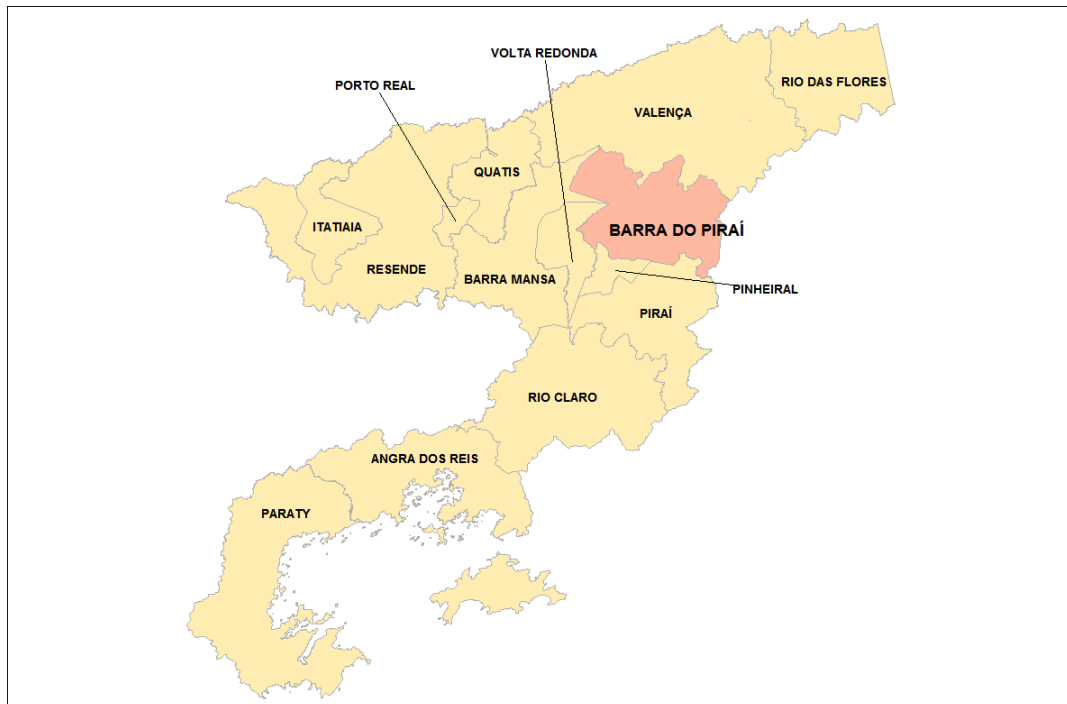 VOLTA REDONDA
RIO DAS FLORES
PORTO REAL
VALENÇA
QUATIS
ITATIAIA
BARRA DO PIRAÍ
RESENDE
BARRA MANSA
PINHEIRAL
PIRAÍ
RIO CLARO
ANGRA DOS REIS
PARATY